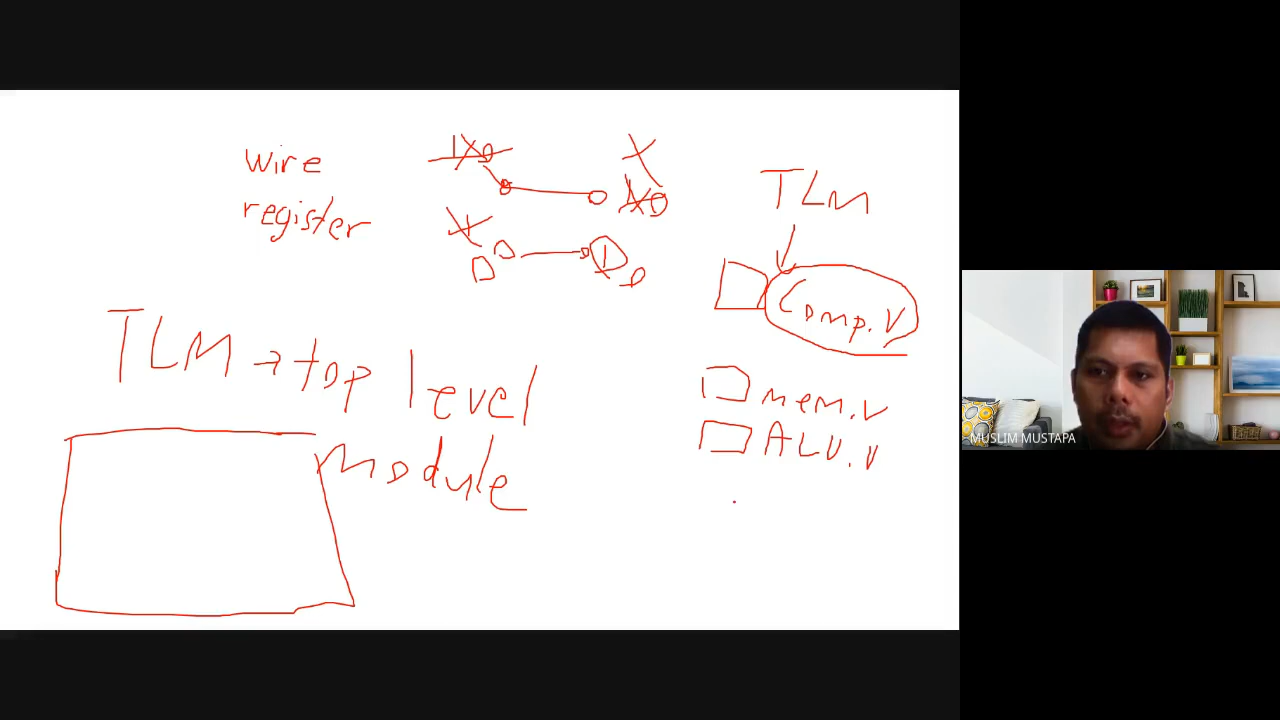 wire
register
TLM
Comp.V
mem.V
ALU.V
TLM → top level
module
MUSLIM MUSTAPA